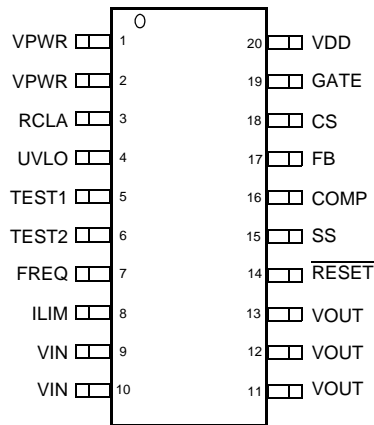 VPWR 1 20 VDD
VPWR 2 19 GATE
RCLA 3 18 CS
UVLO 4 17 FB
TEST1 5 16 COMP
TEST2 6 15 SS
FREQ 7 14 RESET
ILIM 8 13 VOUT
VIN 9 12 VOUT
VIN 10 11 VOUT